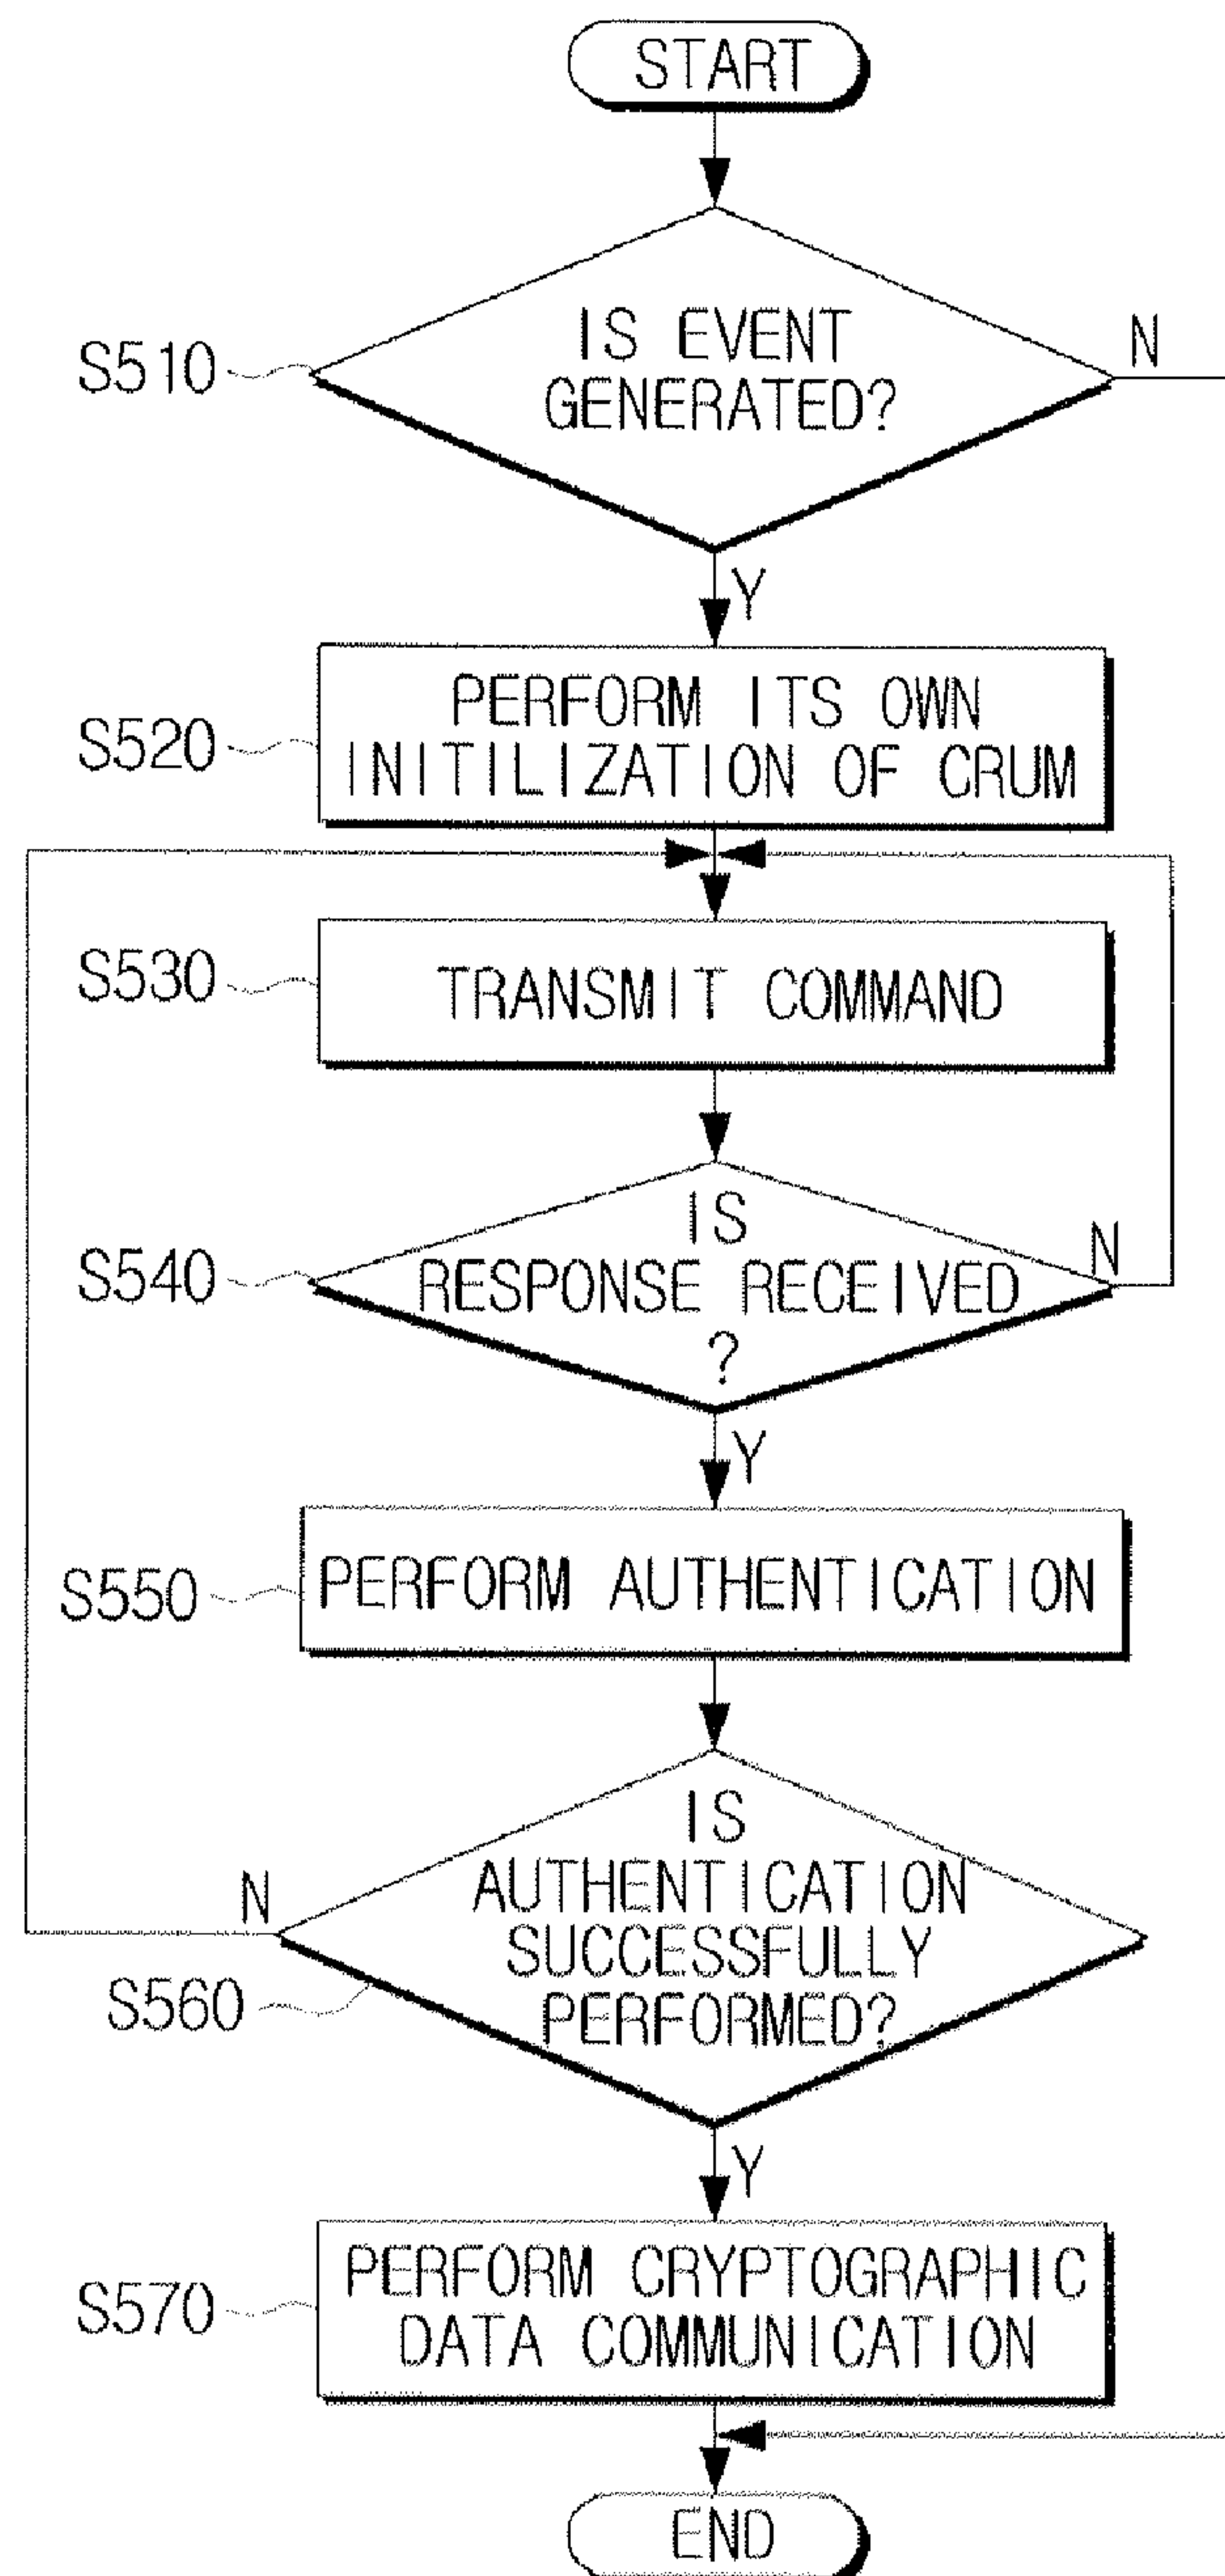 START
IS EVENT
GENERATED?
N
S510
Y
PERFORM ITS OWN
INITILIZATION OF CRUM
S520
TRANSMIT COMMAND
S530
IS
RESPONSE RECEIVED
?
N
S540
Y
PERFORM AUTHENTICATION
S550
IS
AUTHENTICATION
SUCCESSFULLY
PERFORMED?
N
S560
Y
PERFORM CRYPTOGRAPHIC
DATA COMMUNICATION
S570
END